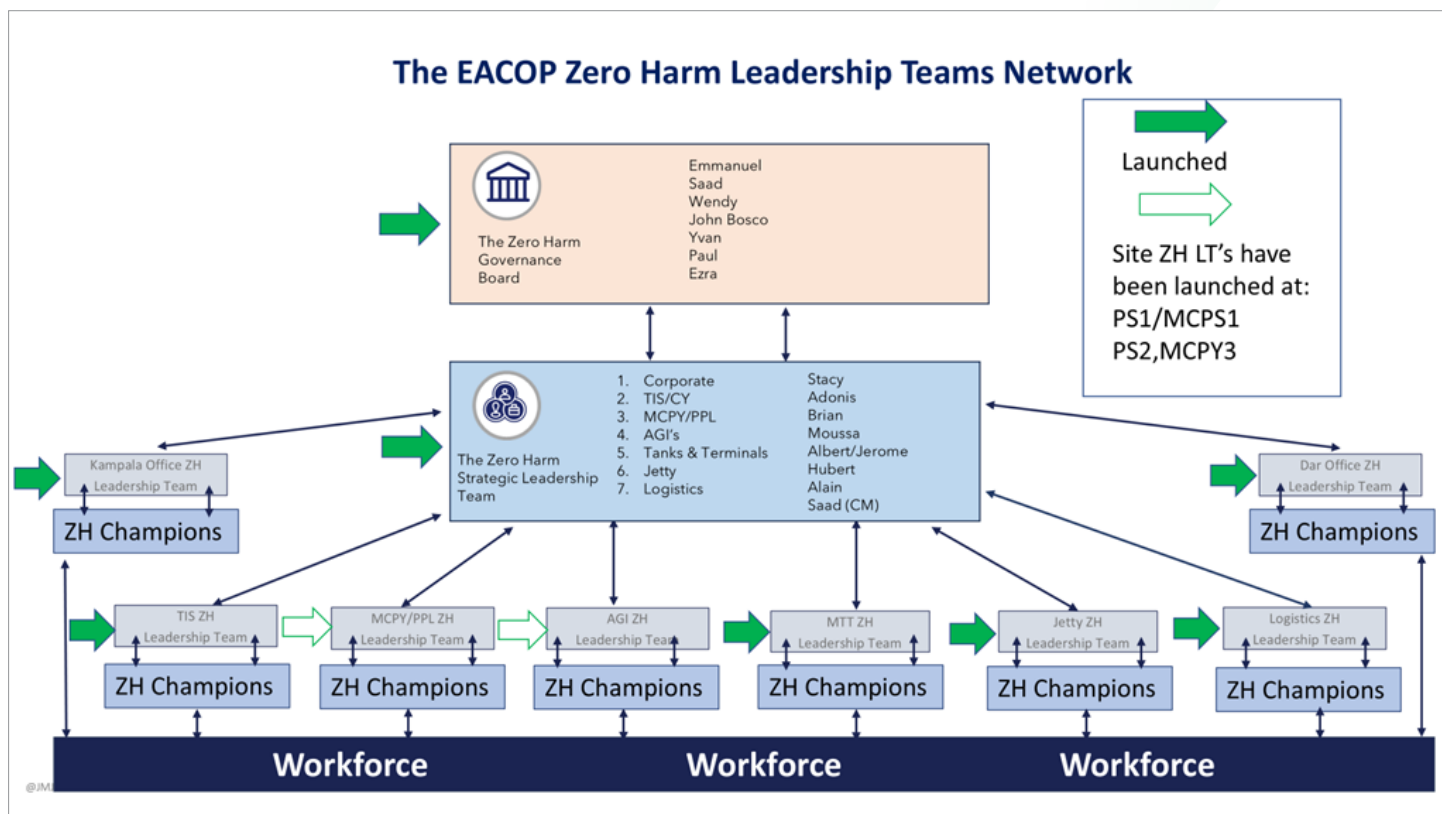 The EACOP Zero Harm Leadership Teams Network
Launched
Site ZH LT's have
been launched at:
PS1/MCPS1
PS2,MCPY3
The Zero Harm
Governance
Board
Emmanuel
Saad
Wendy
John Bosco
Yvan
Paul
Ezra
The Zero Harm
Strategic Leadership
Team
1. Corporate
2. TIS/CY
3. MCPY/PPL
4. AGI's
5. Tanks & Terminals
6. Jetty
7. Logistics
Stacy
Adonis
Brian
Moussa
Albert/Jerome
Hubert
Alain
Saad (CM)
Kampala Office ZH
Leadership Team
ZH Champions
Dar Office ZH
Leadership Team
ZH Champions
TIS ZH
Leadership Team
ZH Champions
MCPY/PPL ZH
Leadership Team
ZH Champions
AGI ZH
Leadership Team
ZH Champions
MTT ZH
Leadership Team
ZH Champions
Jetty ZH
Leadership Team
ZH Champions
Logistics ZH
Leadership Team
ZH Champions
Workforce Workforce Workforce